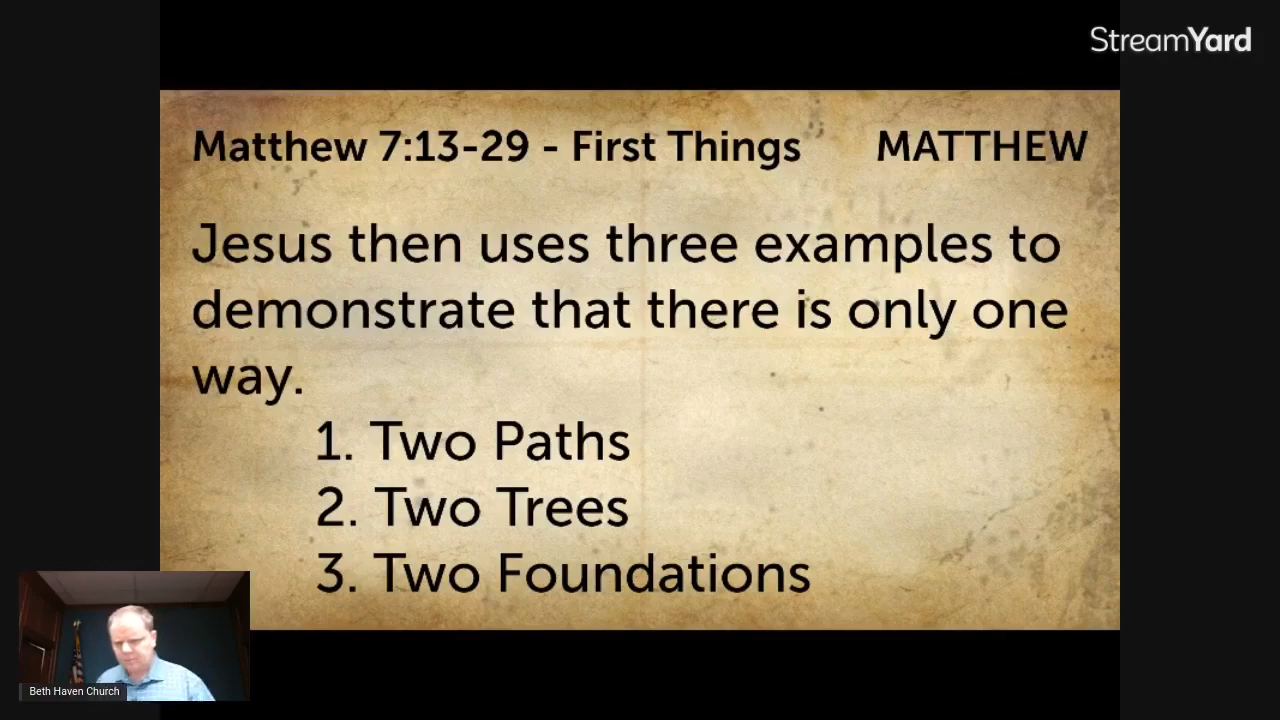 StreamYard
Matthew 7:13-29 - First Things MATTHEW
Jesus then uses three examples to
demonstrate that there is only one
way.
1. Two Paths
2. Two Trees
3. Two Foundations
Beth Haven Church